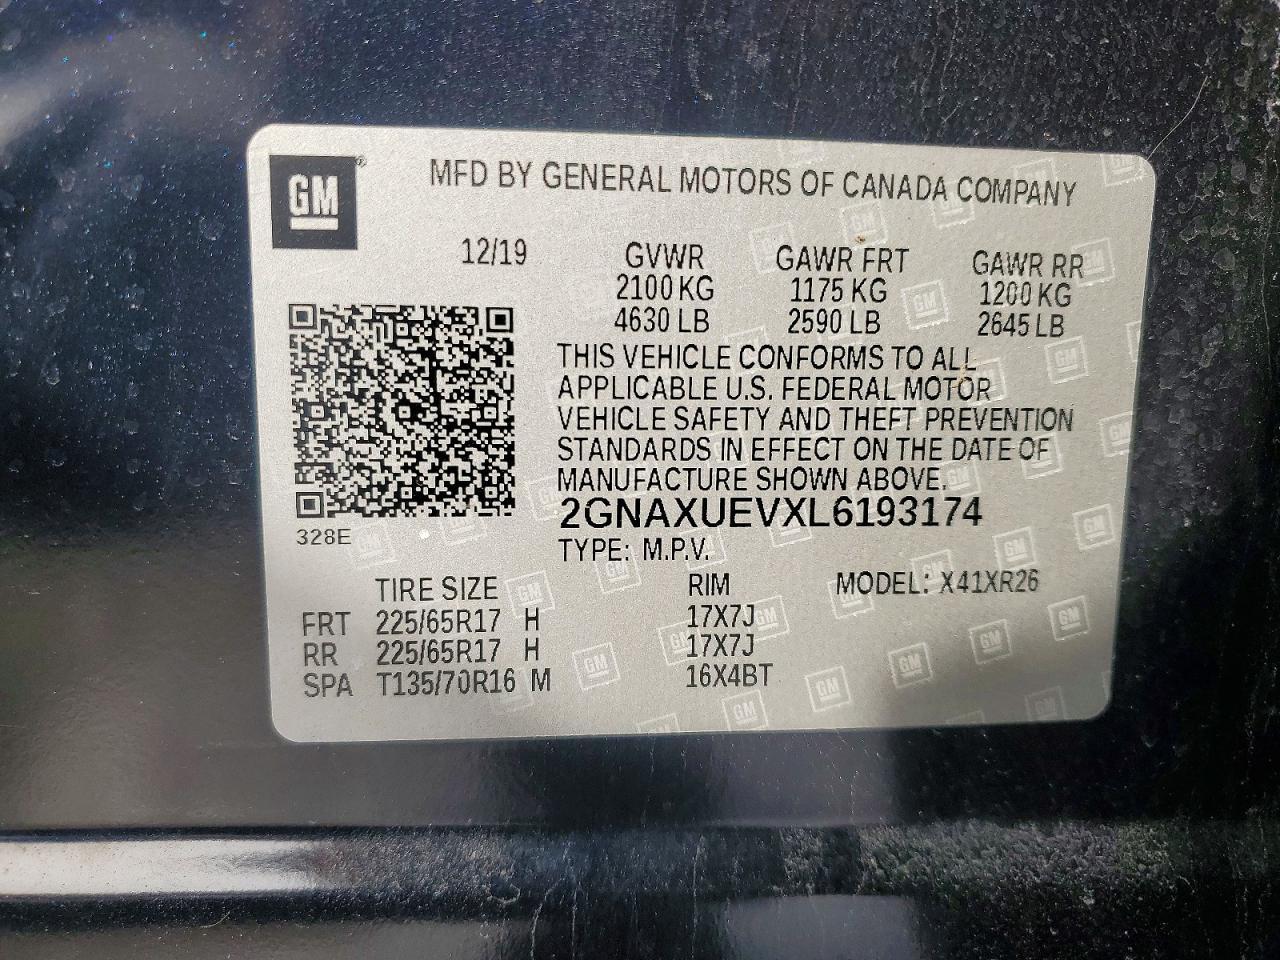 GM
MFD BY GENERAL MOTORS OF CANADA COMPANY
12/19 GVWR GAWR FRT GAWR RR
2100 KG 1175 KG 1200 KG
4630 LB 2590 LB 2645 LB
THIS VEHICLE CONFORMS TO ALL
APPLICABLE U.S. FEDERAL MOTOR
VEHICLE SAFETY AND THEFT PREVENTION
STANDARDS IN EFFECT ON THE DATE OF
MANUFACTURE SHOWN ABOVE.
2GNAXUEVXL6193174
328E
TYPE: M.P.V.
TIRE SIZE RIM MODEL: X41XR26
FRT 225/65R17 H 17X7J
RR 225/65R17 H 17X7J
SPA T135/70R16 M 16X4BT